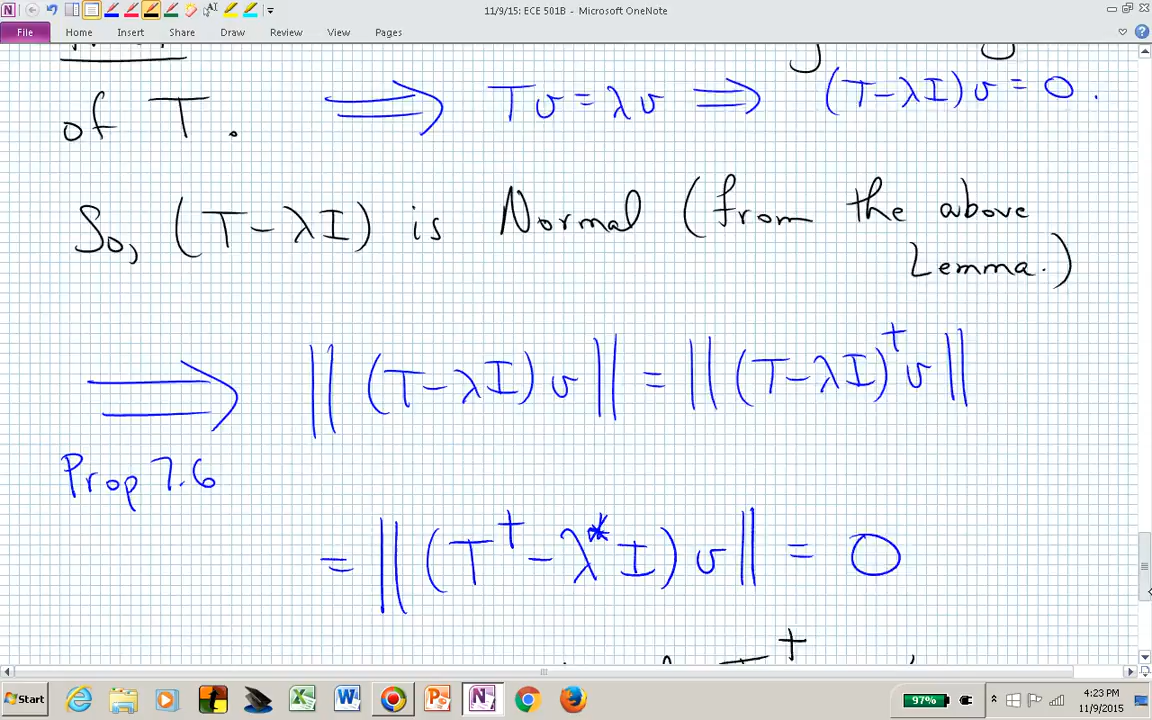 11/9/15: ECE 501B - Microsoft OneNote
File Home Insert Share Draw Review View Pages
of T. ⟹ Tv = λv ⟹ (T-λI) v = 0.
So, (T-λI) is Normal (from the above
Lemma.)
⟹ || (T-λI) v || = || (T-λI)† v ||
Prop 7.6
= || (T† - λ* I) v || = 0
Start
97%
4:23 PM
11/9/2015